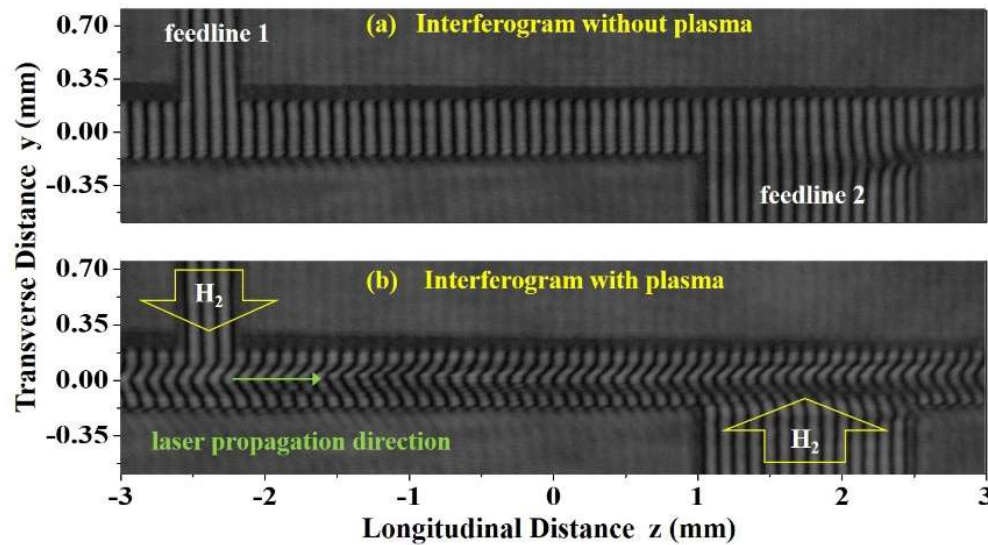 0.70
0.35
0.00
-0.35
feedline 1
(a) Interferogram without plasma
feedline 2
Transverse Distance y (mm)
0.70
0.35
0.00
-0.35
H₂
(b) Interferogram with plasma
laser propagation direction
H₂
-3 -2 -1 0 1 2 3
Longitudinal Distance z (mm)